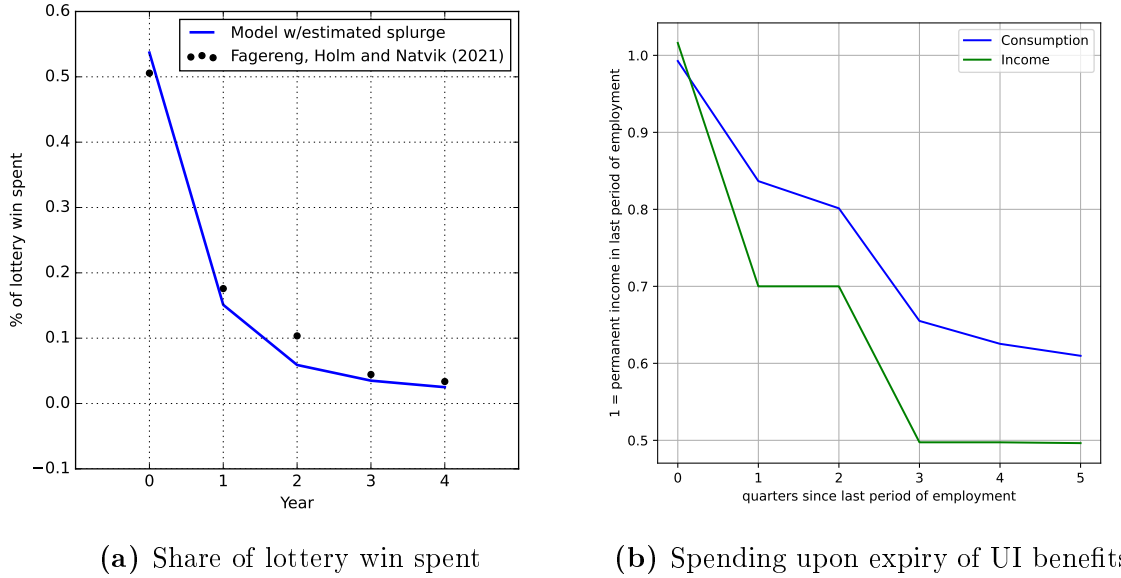 0.6
0.5
0.4
0.3
0.2
0.1
0.0
−0.1
% of lottery win spent
Model w/estimated splurge
Fagereng, Holm and Natvik (2021)
0 1 2 3 4
Year
(a) Share of lottery win spent
1.0
0.9
0.8
0.7
0.6
0.5
1 = permanent income in last period of employment
Consumption
Income
0 1 2 3 4 5
quarters since last period of employment
(b) Spending upon expiry of UI benefits